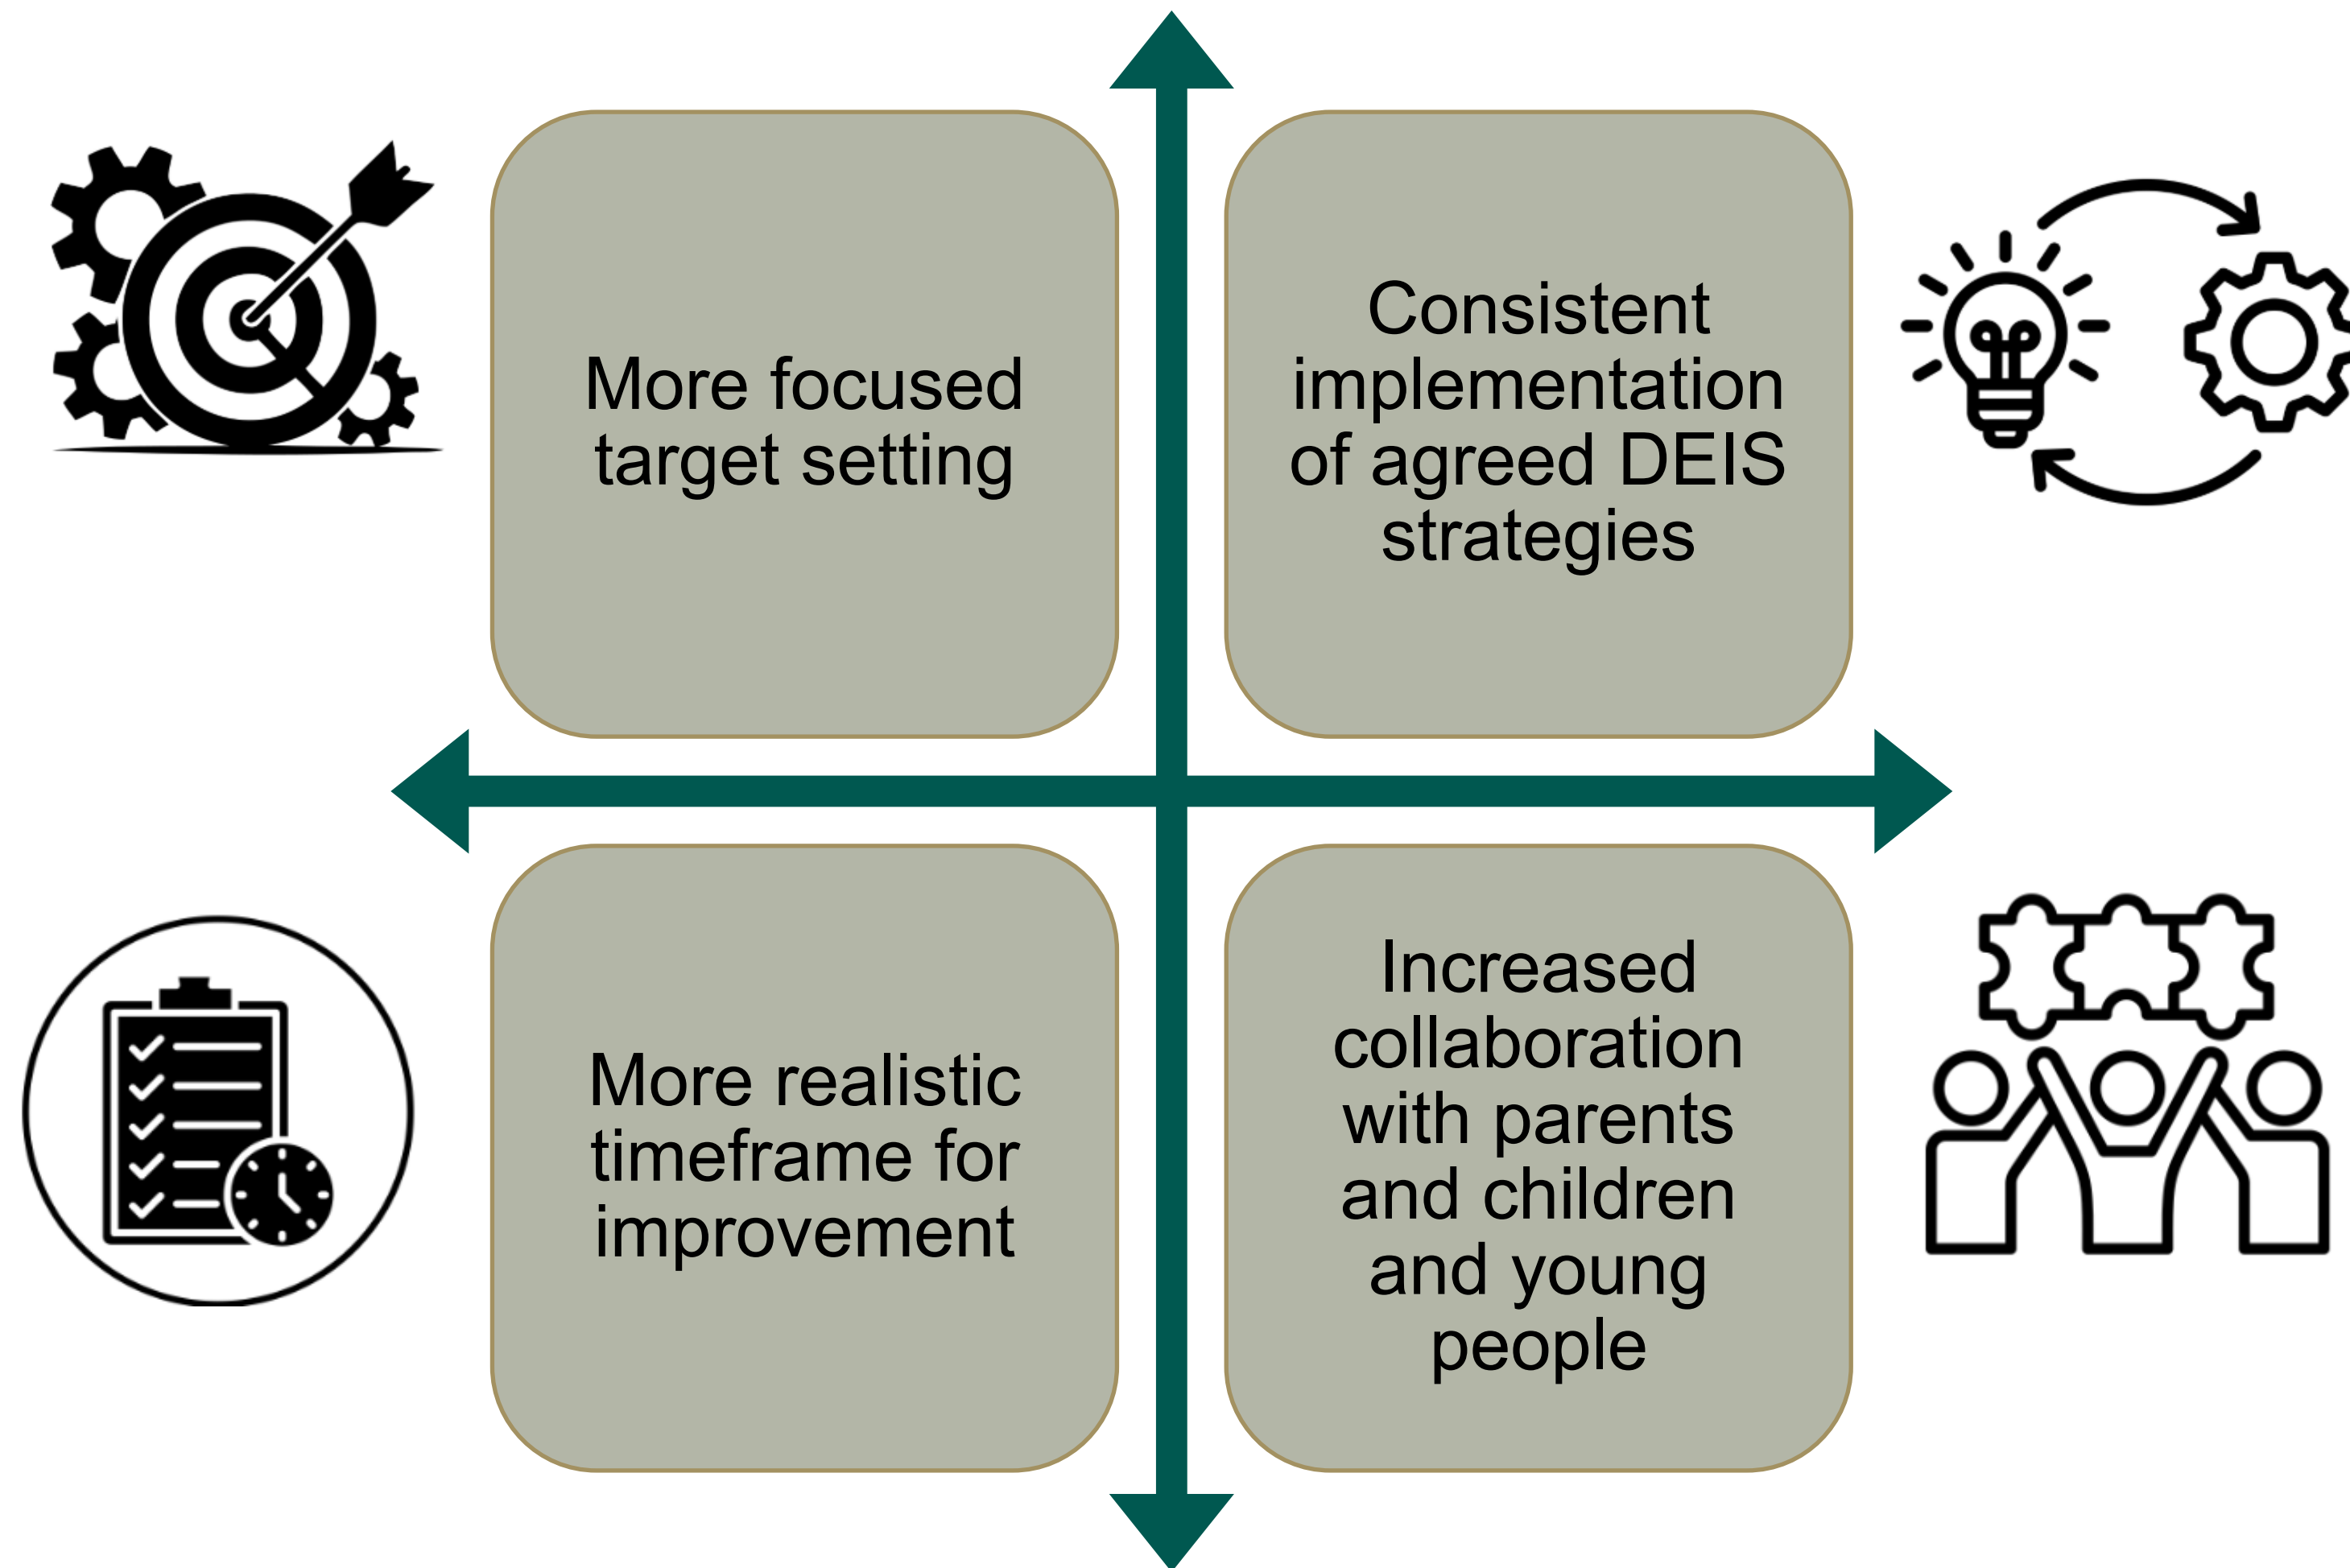 More focused
target setting
Consistent
implementation
of agreed DEIS
strategies
More realistic
timeframe for
improvement
Increased
collaboration
with parents
and children
and young
people